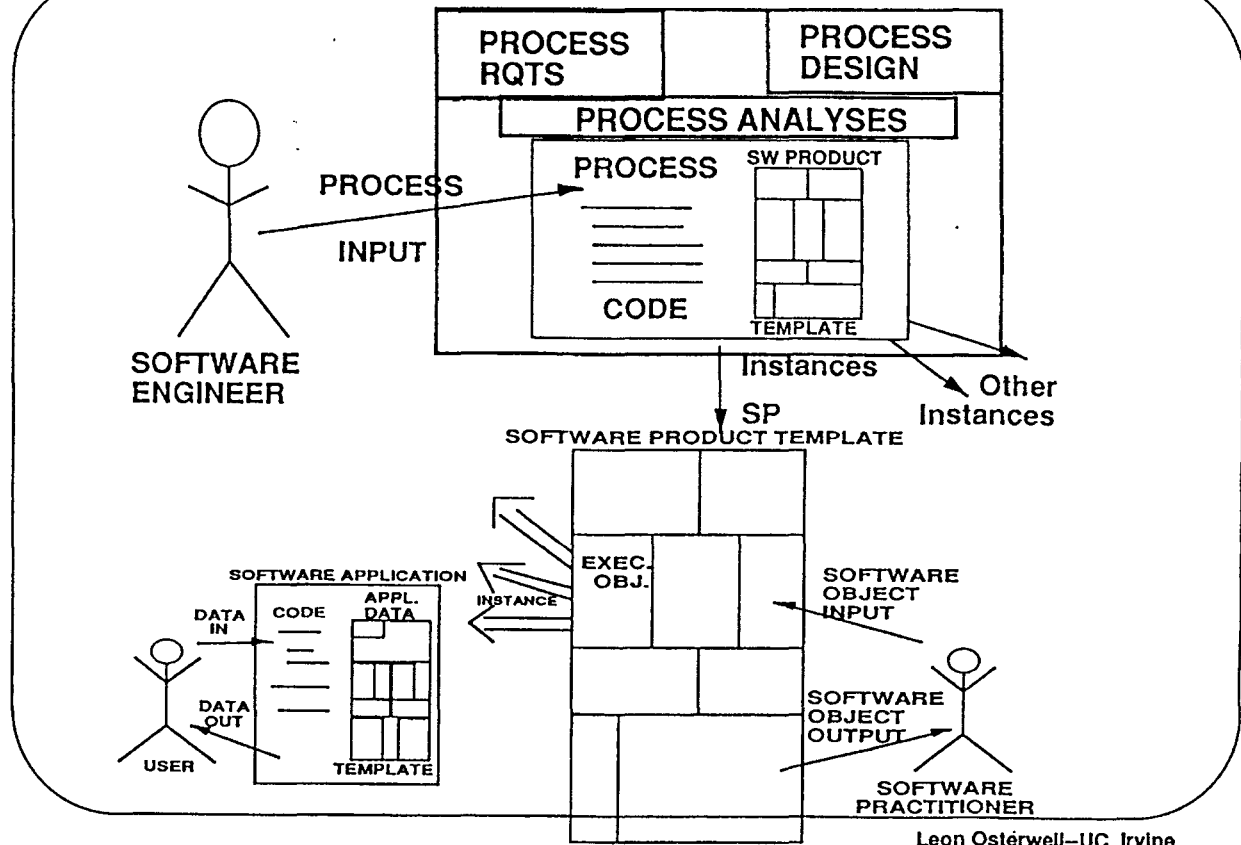 PROCESS
RQTS
PROCESS
DESIGN
PROCESS ANALYSES
PROCESS
CODE
SW PRODUCT
TEMPLATE
PROCESS
INPUT
SOFTWARE
ENGINEER
Instances
SP
Other
Instances
SOFTWARE PRODUCT TEMPLATE
EXEC.
OBJ.
INSTANCE
SOFTWARE APPLICATION
CODE
APPL.
DATA
TEMPLATE
DATA
IN
DATA
OUT
USER
SOFTWARE
OBJECT
INPUT
SOFTWARE
OBJECT
OUTPUT
SOFTWARE
PRACTITIONER
Leon Osterwell–UC Irvine